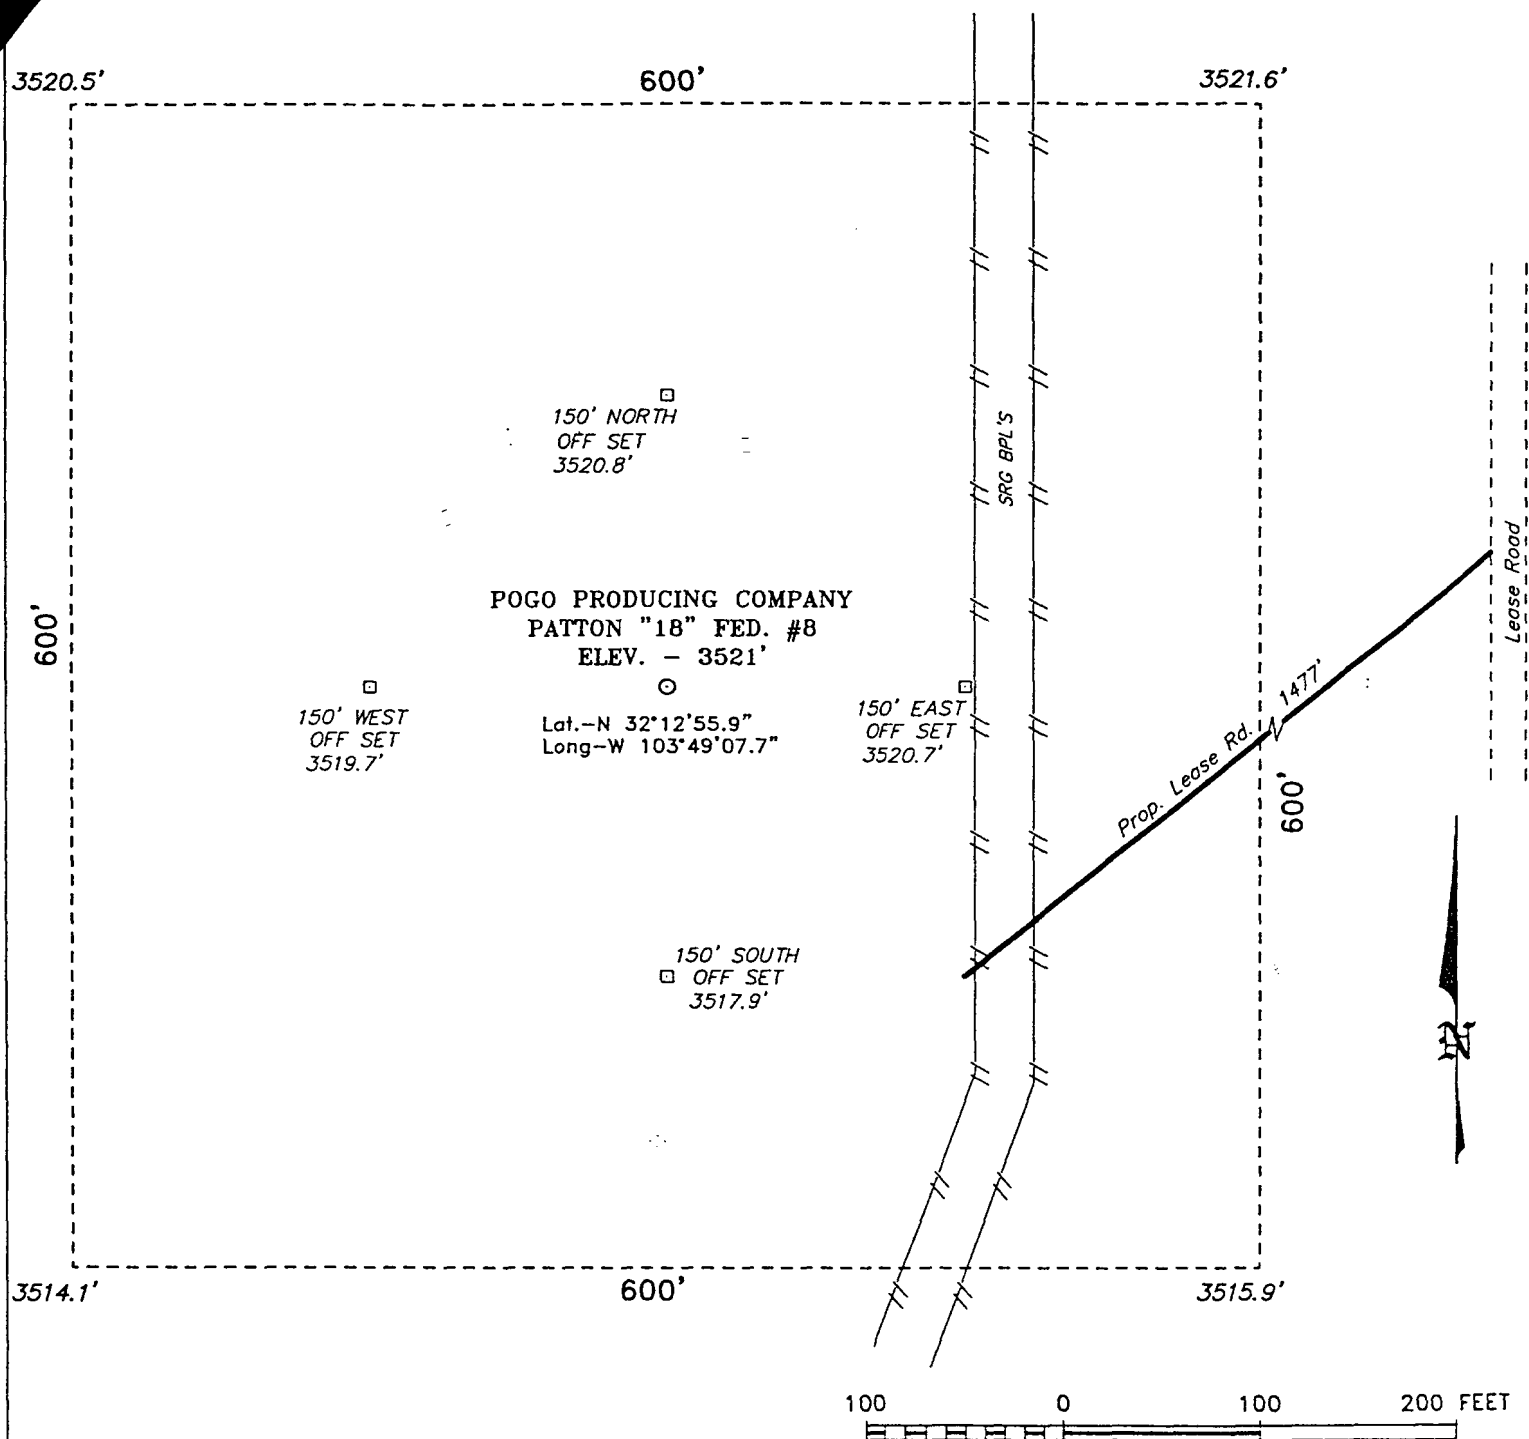 3520.5'
600'
3521.6'
150' NORTH
OFF SET
3520.8'
SRG BPL'S
Lease Road
POGO PRODUCING COMPANY
PATTON "18" FED. #8
ELEV. - 3521'
600'
Lat.-N 32°12'55.9"
Long-W 103°49'07.7"
150' WEST
OFF SET
3519.7'
150' EAST
OFF SET
3520.7'
Prop. Lease Rd. 1477'
600'
150' SOUTH
OFF SET
3517.9'
N
3514.1'
600'
3515.9'
100 0 100 200 FEET